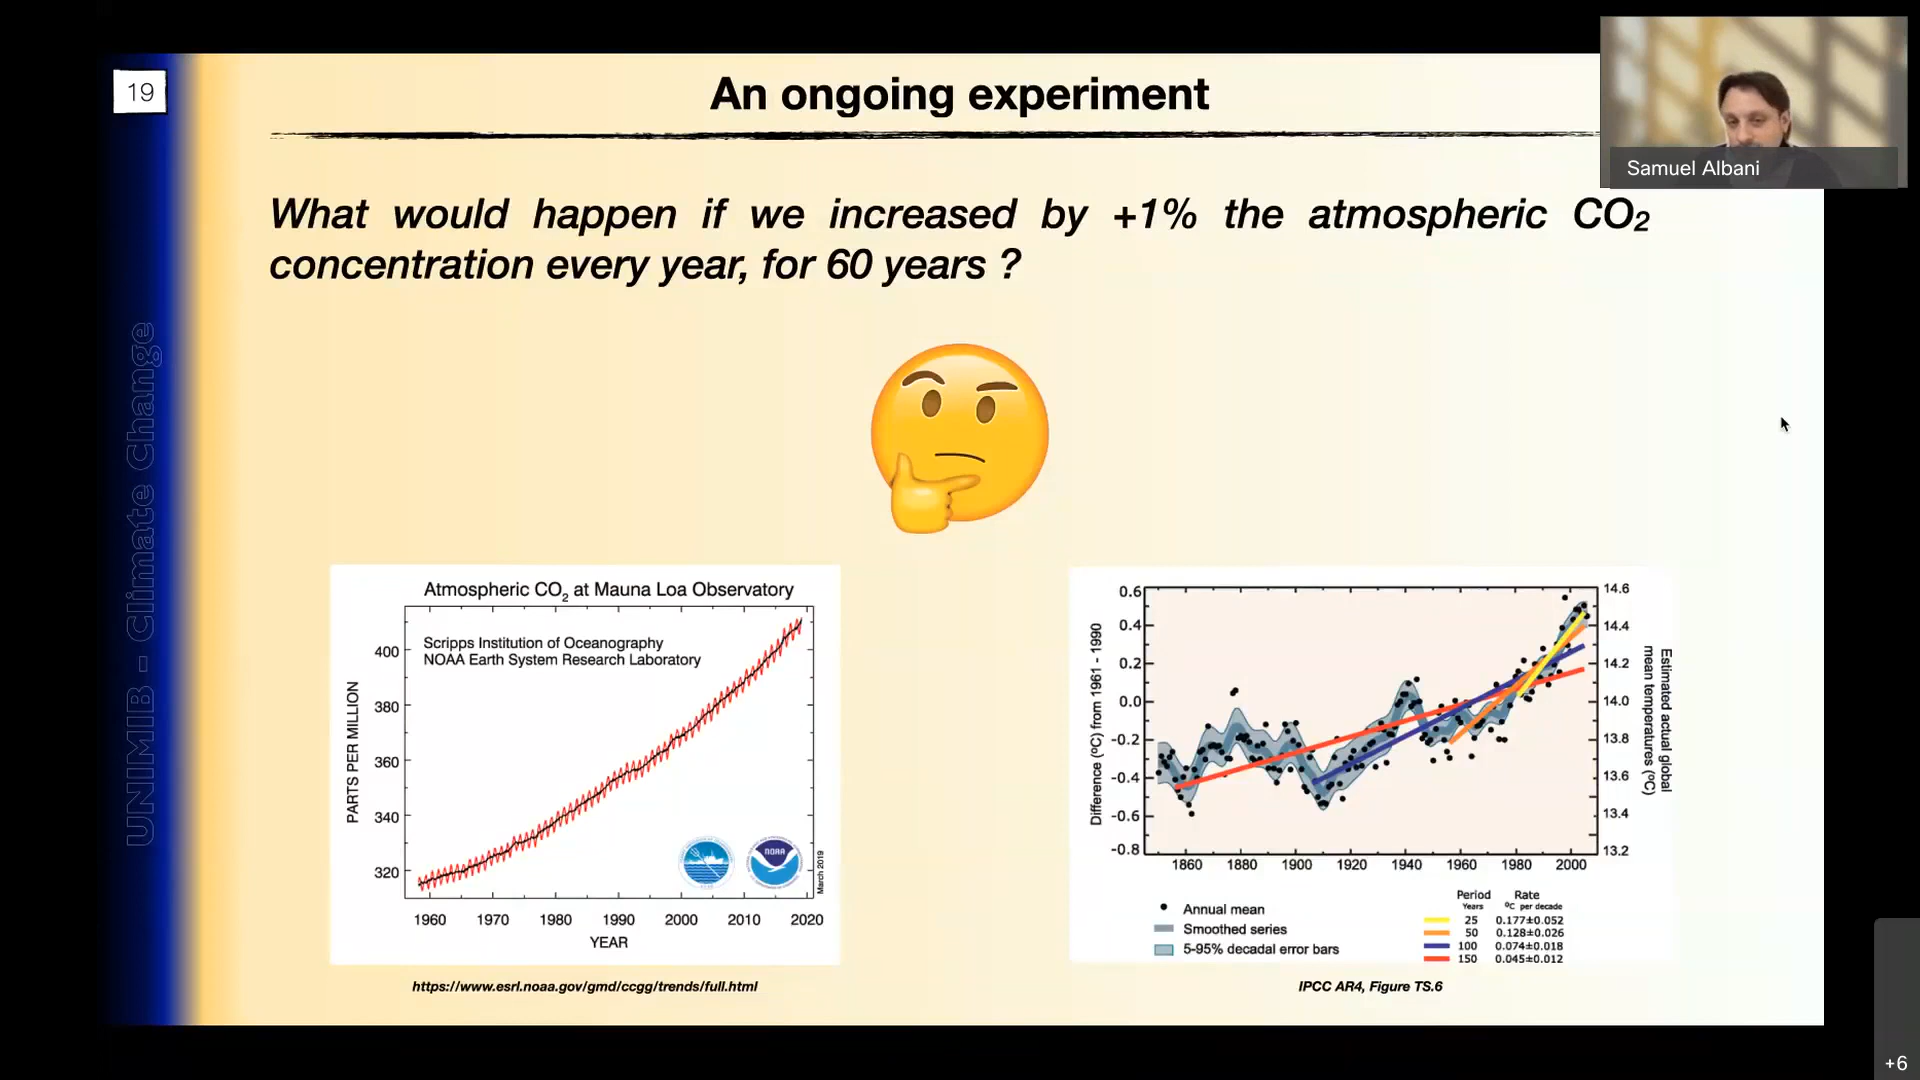 19
An ongoing experiment
Samuel Albani
What would happen if we increased by +1% the atmospheric CO₂
concentration every year, for 60 years ?
UNIMIB - Climate Change
Atmospheric CO₂ at Mauna Loa Observatory
Scripps Institution of Oceanography
NOAA Earth System Research Laboratory
PARTS PER MILLION
400
380
360
340
320
NOAA
March 2019
1960 1970 1980 1990 2000 2010 2020
YEAR
https://www.esrl.noaa.gov/gmd/ccgg/trends/full.html
Difference (°C) from 1961 - 1990
0.6
0.4
0.2
0.0
-0.2
-0.4
-0.6
-0.8
14.6
14.4
14.2
14.0
13.8
13.6
13.4
13.2
Estimated actual global
mean temperatures (°C)
1860 1880 1900 1920 1940 1960 1980 2000
Annual mean
Smoothed series
5-95% decadal error bars
Period Rate
Years °C per decade
25 0.177±0.052
50 0.128±0.026
100 0.074±0.018
150 0.045±0.012
IPCC AR4, Figure TS.6
+6